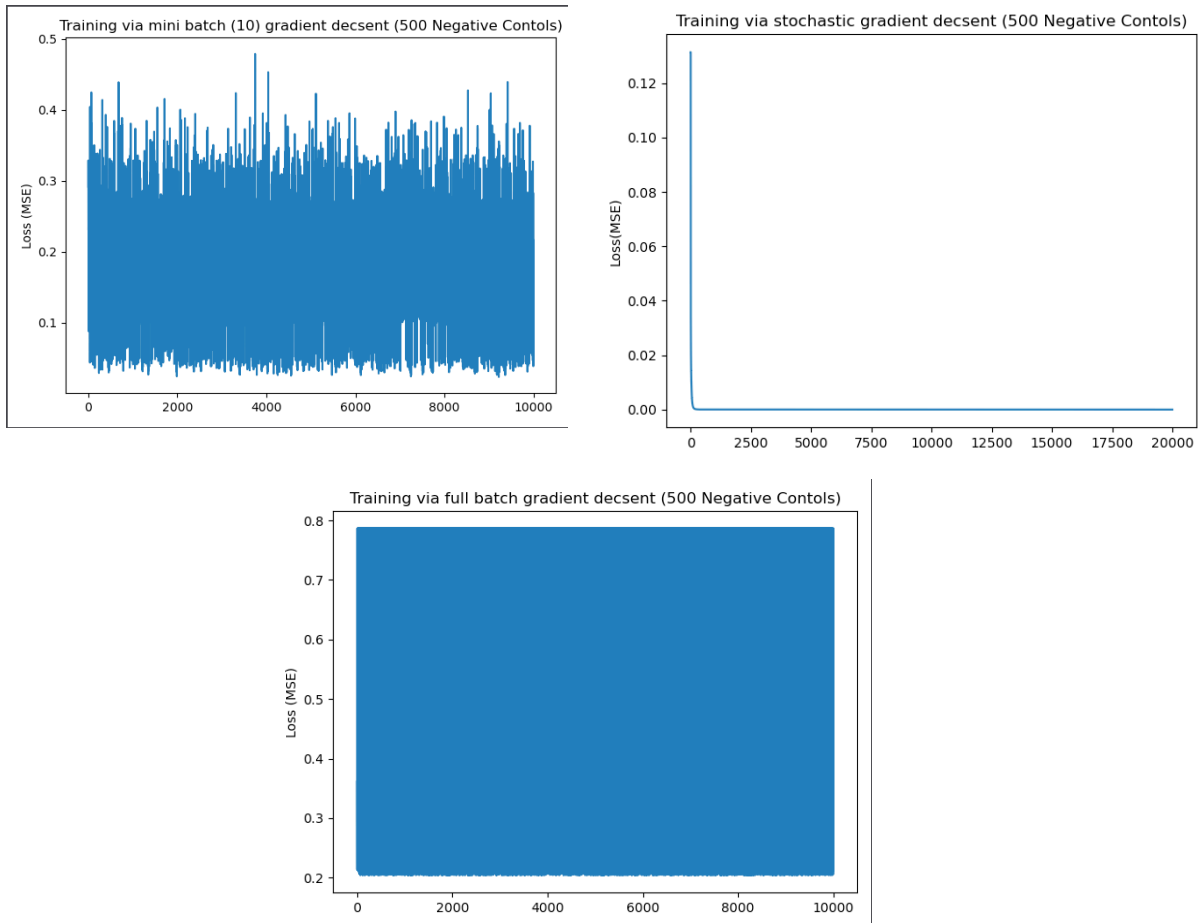 Training via mini batch (10) gradient decsent (500 Negative Contols)
Loss (MSE)
0.5
0.4
0.3
0.2
0.1
0 2000 4000 6000 8000 10000
Training via stochastic gradient decsent (500 Negative Contols)
Loss(MSE)
0.12
0.10
0.08
0.06
0.04
0.02
0.00
0 2500 5000 7500 10000 12500 15000 17500 20000
Training via full batch gradient decsent (500 Negative Contols)
Loss (MSE)
0.8
0.7
0.6
0.5
0.4
0.3
0.2
0 2000 4000 6000 8000 10000